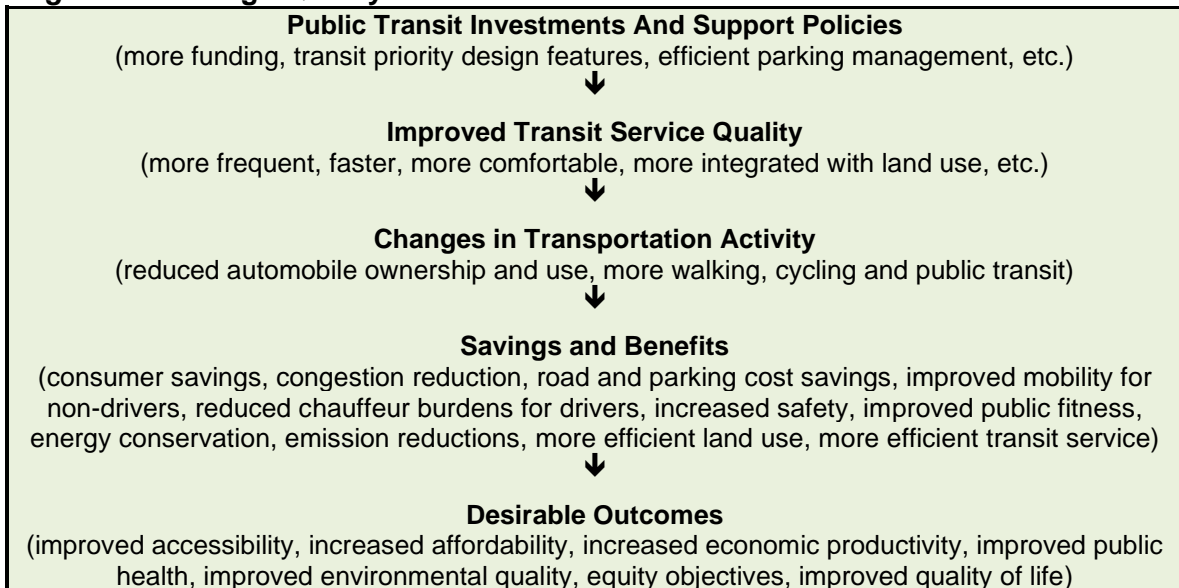 Public Transit Investments And Support Policies
(more funding, transit priority design features, efficient parking management, etc.)
Improved Transit Service Quality
(more frequent, faster, more comfortable, more integrated with land use, etc.)
Changes in Transportation Activity
(reduced automobile ownership and use, more walking, cycling and public transit)
Savings and Benefits
(consumer savings, congestion reduction, road and parking cost savings, improved mobility for
non-drivers, reduced chauffeur burdens for drivers, increased safety, improved public fitness,
energy conservation, emission reductions, more efficient land use, more efficient transit service)
Desirable Outcomes
(improved accessibility, increased affordability, increased economic productivity, improved public
health, improved environmental quality, equity objectives, improved quality of life)